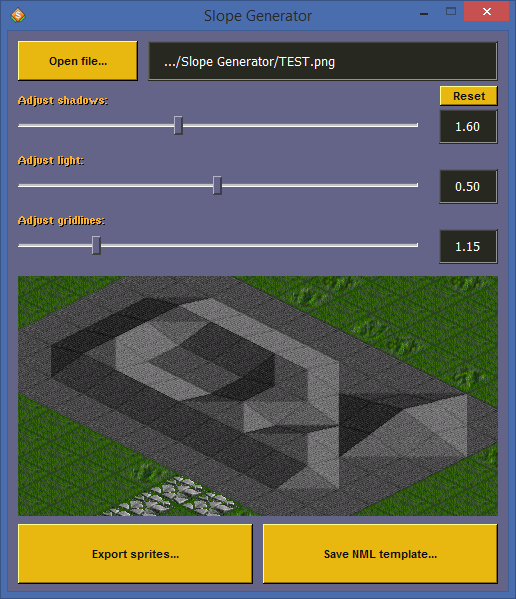 Slope Generator
Open file...
.../Slope Generator/TEST.png
Adjust shadows:
Reset
1.60
Adjust light:
0.50
Adjust gridlines:
1.15
Export sprites...
Save NML template...